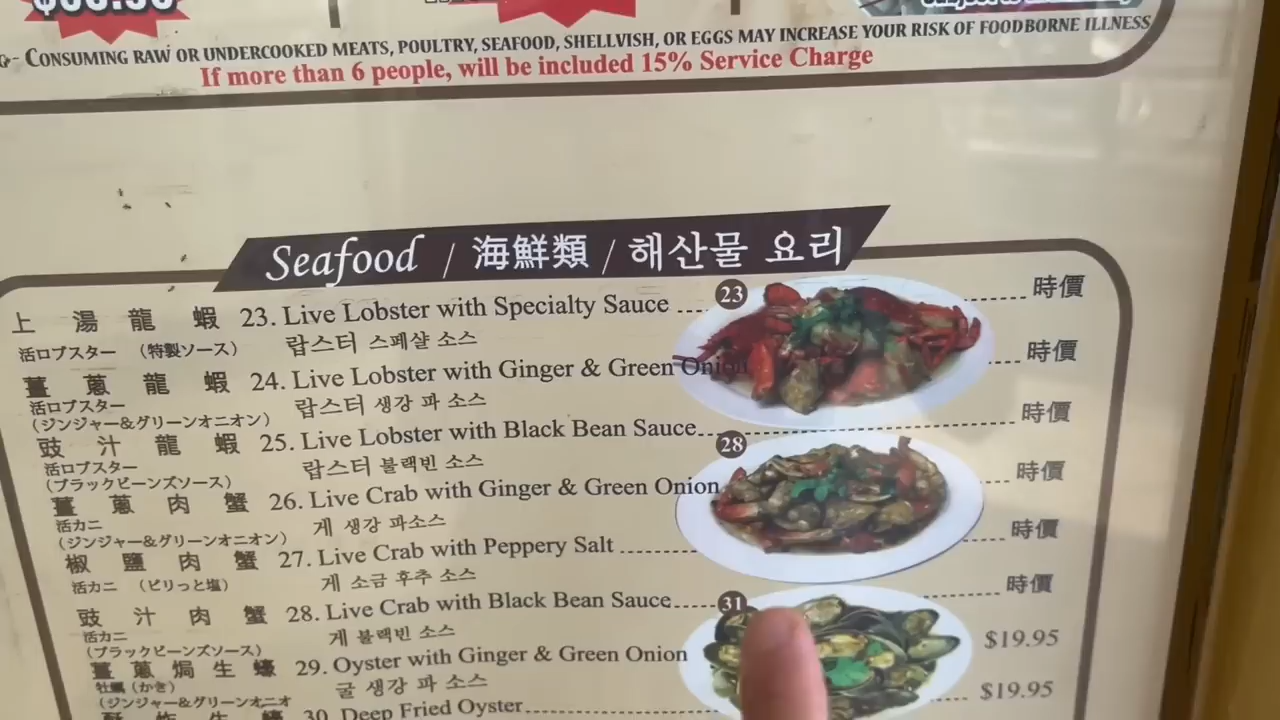 CONSUMING RAW OR UNDERCOOKED MEATS, POULTRY, SEAFOOD, SHELLVISH, OR EGGS MAY INCREASE YOUR RISK OF FOODBORNE ILLNESS
If more than 6 people, will be included 15% Service Charge
Seafood / 海鮮類 / 해산물 요리
上湯龍蝦 23. Live Lobster with Specialty Sauce 23 時價
活ロブスター (特製ソース) 랍스터 스페샬 소스
薑蔥龍蝦 24. Live Lobster with Ginger & Green Onion 時價
活ロブスター
(ジンジャー&グリーンオニオン) 랍스터 생강 파 소스
豉汁龍蝦 25. Live Lobster with Black Bean Sauce 時價
活ロブスター
(ブラックビーンズソース) 랍스터 블랙빈 소스
28
薑蔥肉蟹 26. Live Crab with Ginger & Green Onion 時價
活カニ
(ジンジャー&グリーンオニオン) 게 생강 파소스
椒鹽肉蟹 27. Live Crab with Peppery Salt 時價
活カニ (ピリっと塩) 게 소금 후추 소스
豉汁肉蟹 28. Live Crab with Black Bean Sauce 31 時價
活カニ
(ブラックビーンズソース) 게 블랙빈 소스
薑蔥焗生蠔 29. Oyster with Ginger & Green Onion $19.95
牡蠣 (かき)
(ジンジャー&グリーンオニオ 굴 생강 파 소스
30. Deep Fried Oyster $19.95